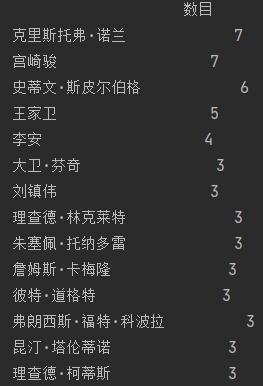 数目
克里斯托弗·诺兰 7
宫崎骏 7
史蒂文·斯皮尔伯格 6
王家卫 5
李安 4
大卫·芬奇 3
刘镇伟 3
理查德·林克莱特 3
朱塞佩·托纳多雷 3
詹姆斯·卡梅隆 3
彼特·道格特 3
弗朗西斯·福特·科波拉 3
昆汀·塔伦蒂诺 3
理查德·柯蒂斯 3